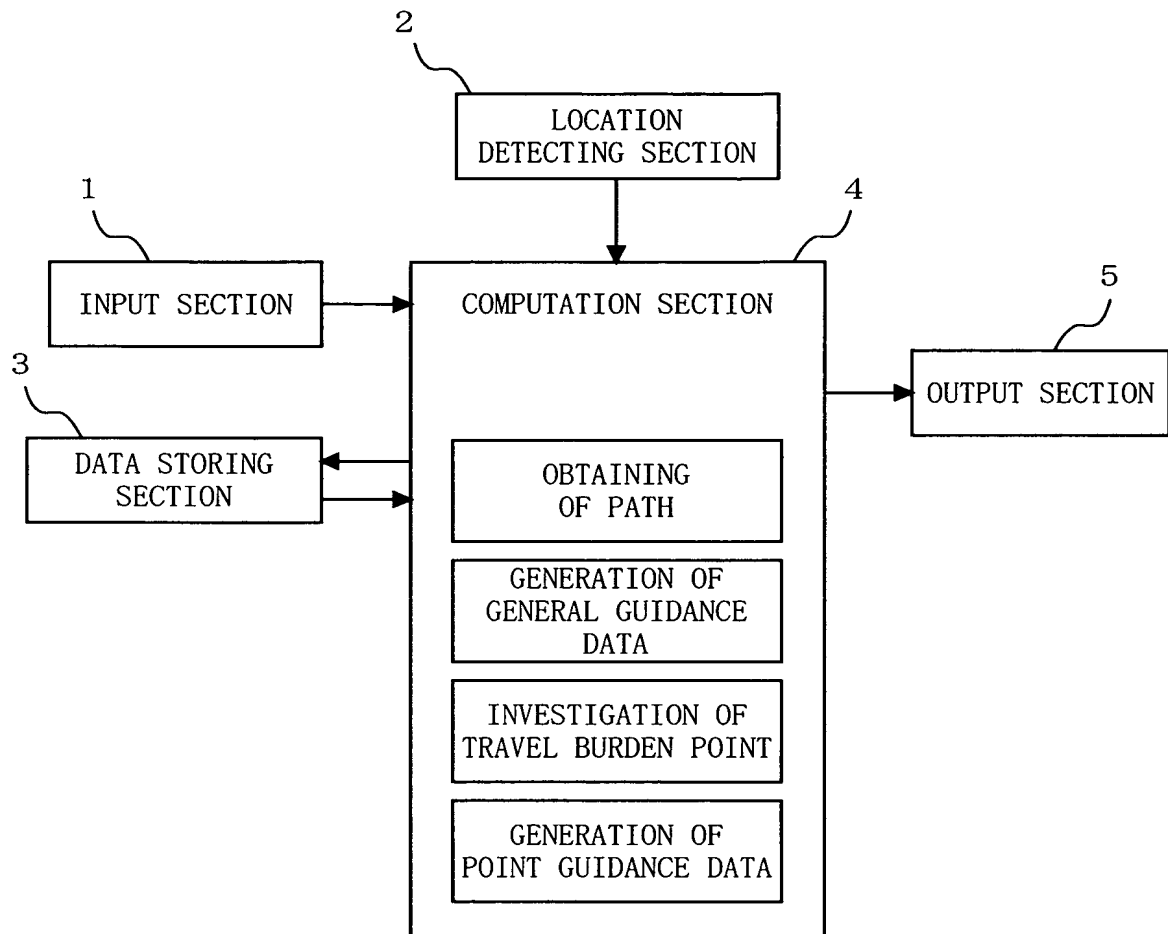 2
LOCATION
DETECTING SECTION
1
4
INPUT SECTION
COMPUTATION SECTION
5
OUTPUT SECTION
3
DATA STORING
SECTION
OBTAINING
OF PATH
GENERATION OF
GENERAL GUIDANCE
DATA
INVESTIGATION OF
TRAVEL BURDEN POINT
GENERATION OF
POINT GUIDANCE DATA